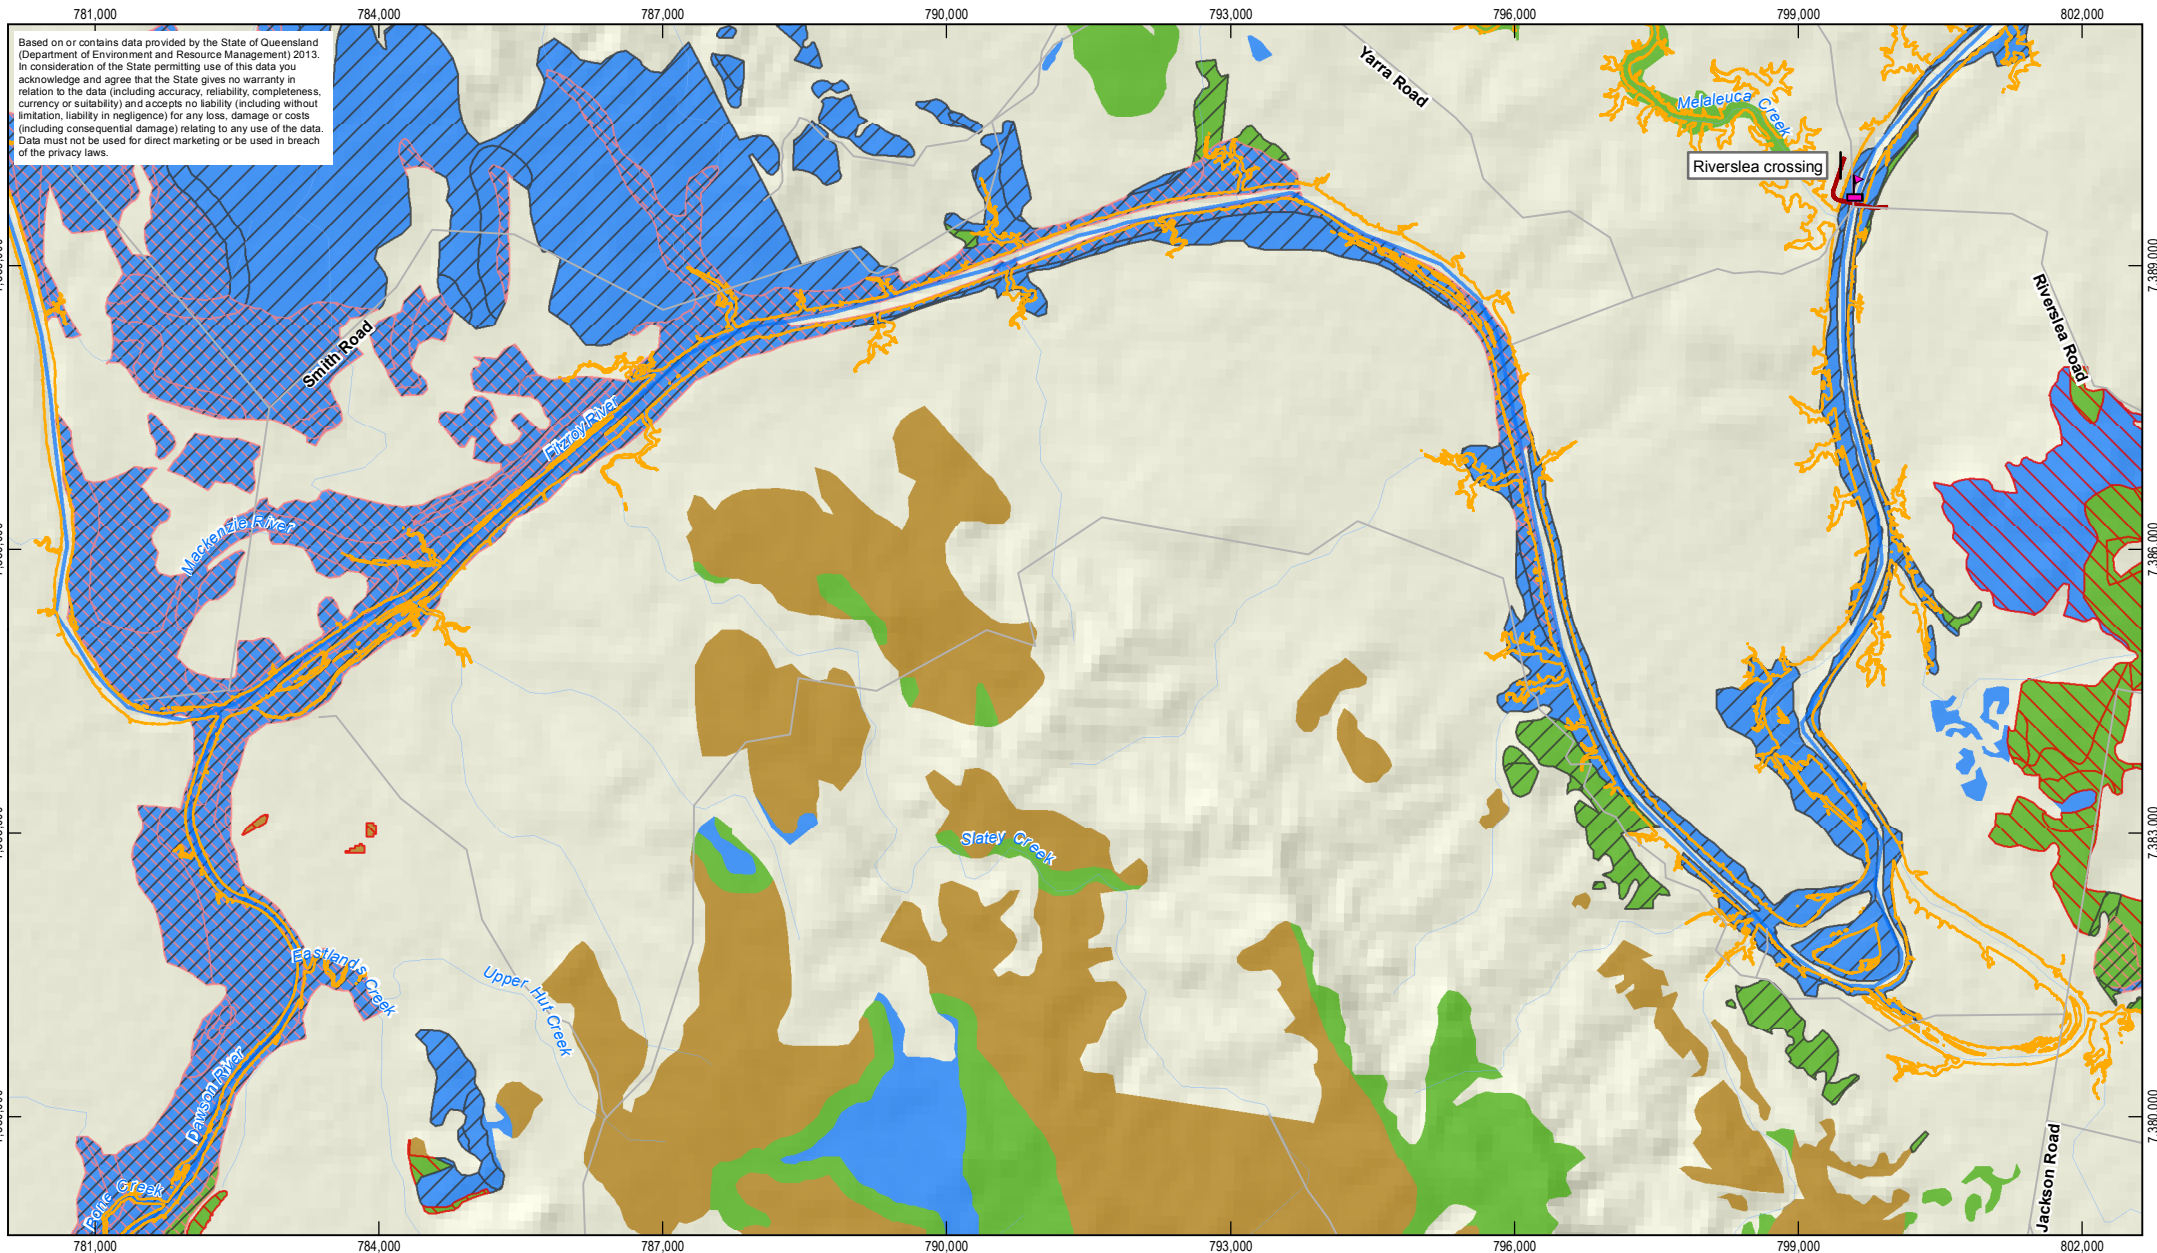 781,000
784,000
787,000
790,000
793,000
796,000
799,000
802,000
Based on or contains data provided by the State of Queensland
(Department of Environment and Resource Management) 2013.
In consideration of the State permitting use of this data you
acknowledge and agree that the State gives no warranty in
relation to the data (including accuracy, reliability, completeness,
currency or suitability) and accepts no liability (including without
limitation, liability in negligence) for any loss, damage or costs
(including consequential damage) relating to any use of the data.
Data must not be used for direct marketing or be used in breach
of the privacy laws.
Yarra Road
Melaleuca Creek
Riverslea crossing
7,389,000
Riverslea Road
Smith Road
Fitzroy River
Mackenzie River
7,386,000
7,383,000
Slatey Creek
Eastlands Creek
Upper Hut Creek
Dawson River
7,380,000
Jackson Road
Creek
781,000
784,000
787,000
790,000
793,000
796,000
799,000
802,000